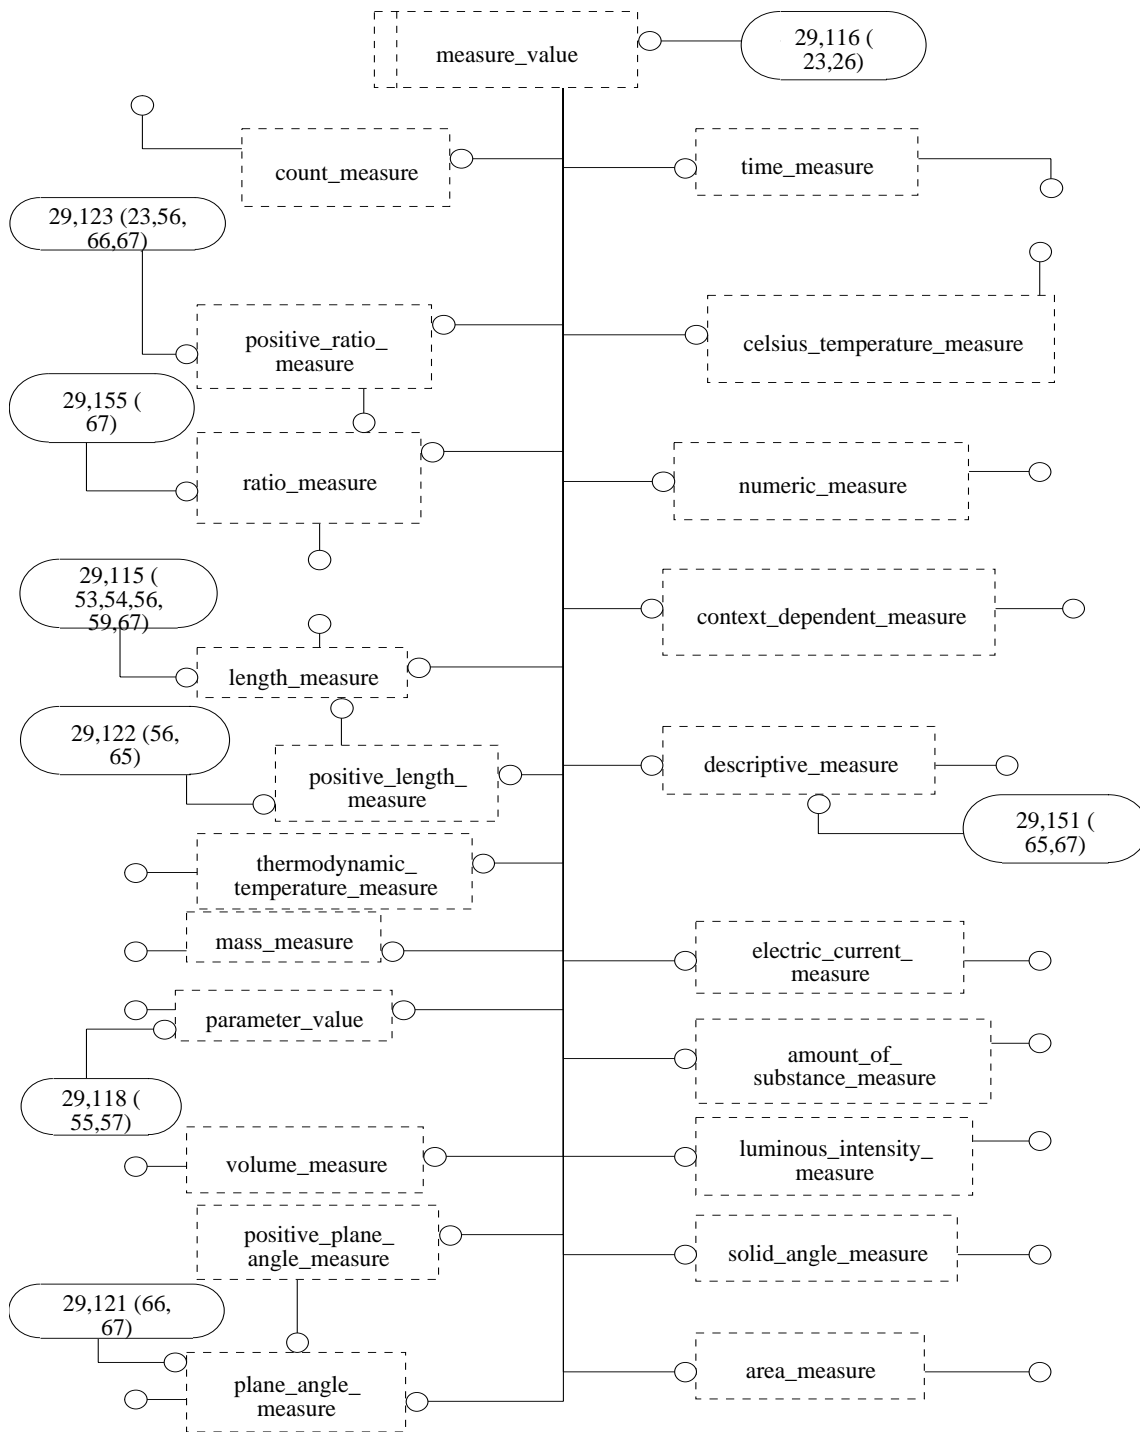 measure_value
29,116 (
23,26)
count_measure
time_measure
29,123 (23,56,
66,67)
positive_ratio_
measure
celsius_temperature_measure
29,155 (
67)
ratio_measure
numeric_measure
29,115 (
53,54,56,
59,67)
context_dependent_measure
length_measure
29,122 (56,
65)
positive_length_
measure
descriptive_measure
29,151 (
65,67)
thermodynamic_
temperature_measure
mass_measure
electric_current_
measure
parameter_value
amount_of_
substance_measure
29,118 (
55,57)
volume_measure
luminous_intensity_
measure
positive_plane_
angle_measure
solid_angle_measure
29,121 (66,
67)
plane_angle_
measure
area_measure